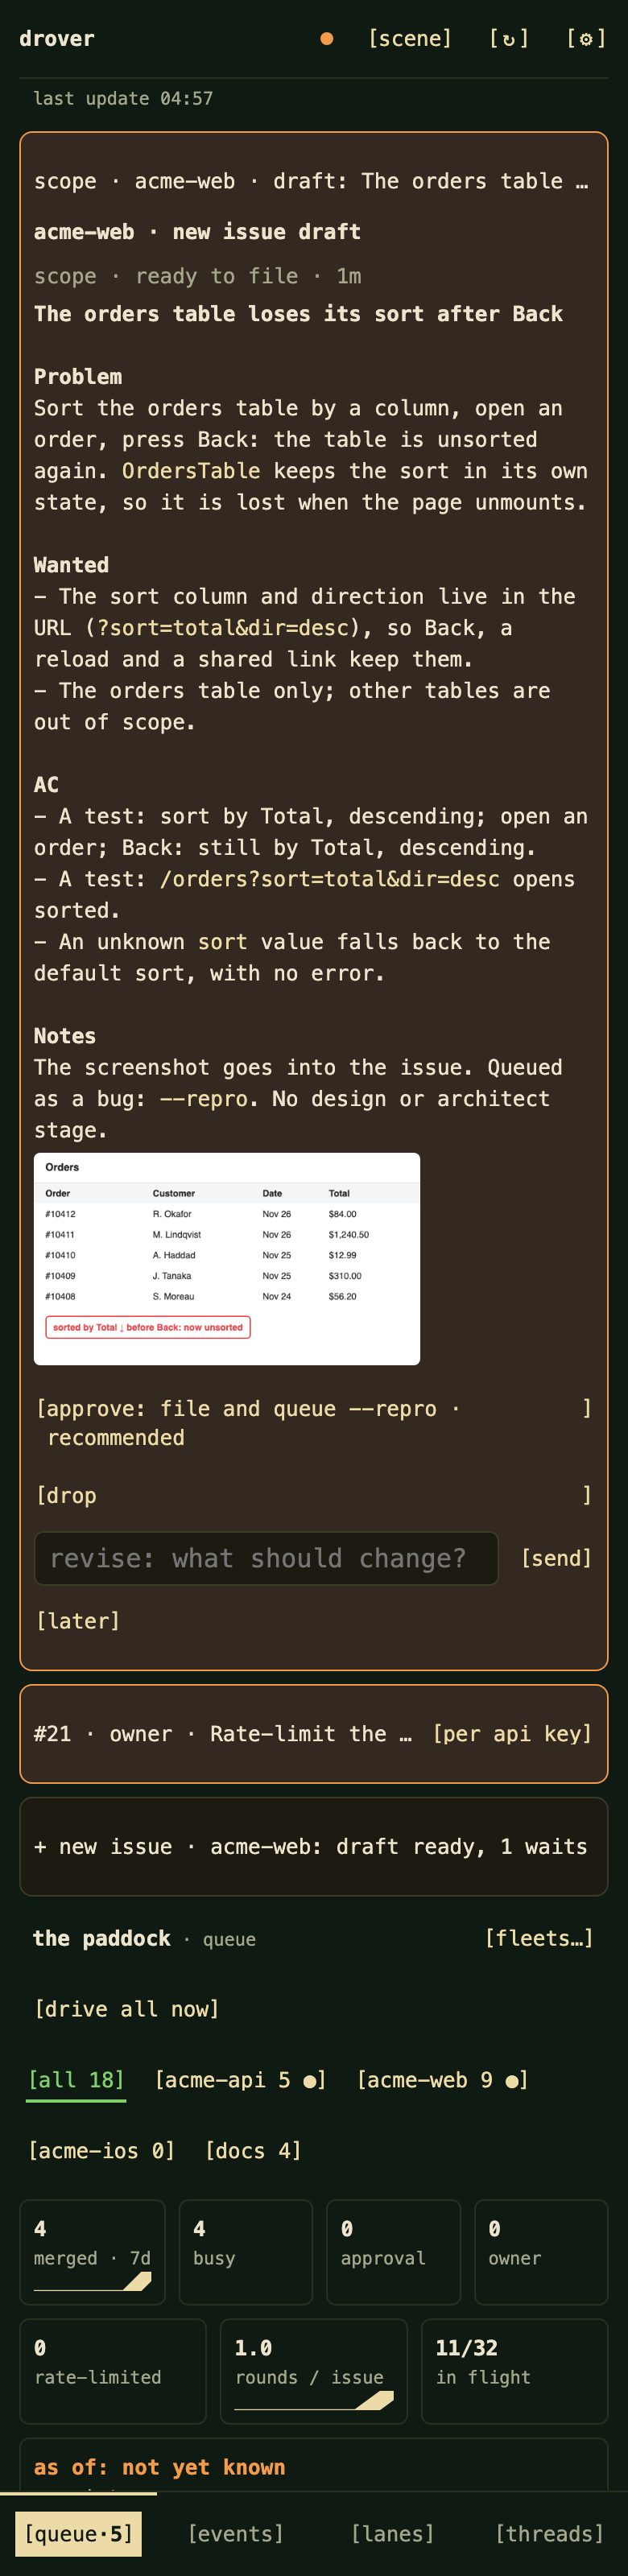 drover [scene] [↻] [⚙]
last update 04:57
scope · acme-web · draft: The orders table …
acme-web · new issue draft
scope · ready to file · 1m
The orders table loses its sort after Back
Problem
Sort the orders table by a column, open an
order, press Back: the table is unsorted
again. OrdersTable keeps the sort in its own
state, so it is lost when the page unmounts.
Wanted
- The sort column and direction live in the
URL (?sort=total&dir=desc), so Back, a
reload and a shared link keep them.
- The orders table only; other tables are
out of scope.
AC
- A test: sort by Total, descending; open an
order; Back: still by Total, descending.
- A test: /orders?sort=total&dir=desc opens
sorted.
- An unknown sort value falls back to the
default sort, with no error.
Notes
The screenshot goes into the issue. Queued
as a bug: --repro. No design or architect
stage.
Orders
Order Customer Date Total
#10412 R. Okafor Nov 26 $84.00
#10411 M. Lindqvist Nov 26 $1,240.50
#10410 A. Haddad Nov 25 $12.99
#10409 J. Tanaka Nov 25 $310.00
#10408 S. Moreau Nov 24 $56.20
sorted by Total ↓ before Back: now unsorted
[approve: file and queue --repro · ]
recommended
[drop ]
revise: what should change? [send]
[later]
#21 · owner · Rate-limit the … [per api key]
+ new issue · acme-web: draft ready, 1 waits
the paddock · queue [fleets…]
[drive all now]
[all 18] [acme-api 5 ●] [acme-web 9 ●]
[acme-ios 0] [docs 4]
4 4 0 0
merged · 7d busy approval owner
0 1.0 11/32
rate-limited rounds / issue in flight
as of: not yet known
[queue·5] [events] [lanes] [threads]